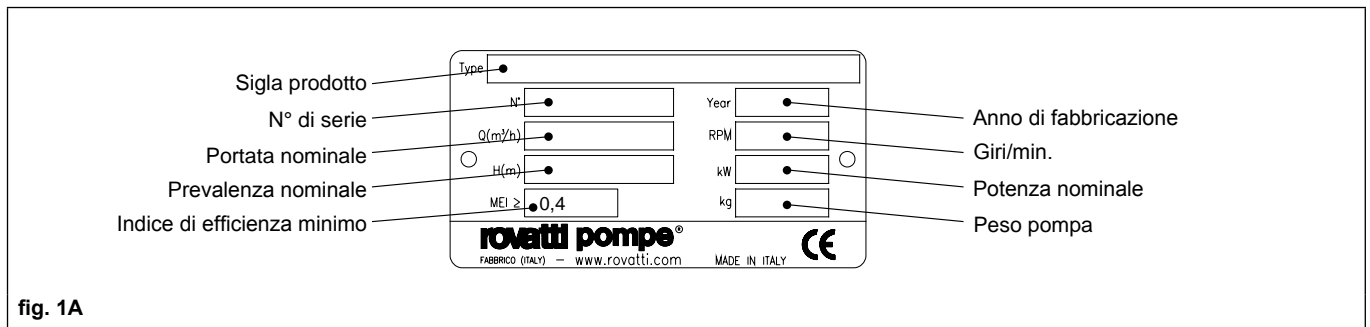 Sigla prodotto
N° di serie
Portata nominale
Prevalenza nominale
Indice di efficienza minimo
Type
N°
Q(m³/h)
H(m)
MEI ≥ 0,4
Year
RPM
kW
kg
rovatti pompe®
FABBRICO (ITALY) — www.rovatti.com MADE IN ITALY CE
Anno di fabbricazione
Giri/min.
Potenza nominale
Peso pompa
fig. 1A